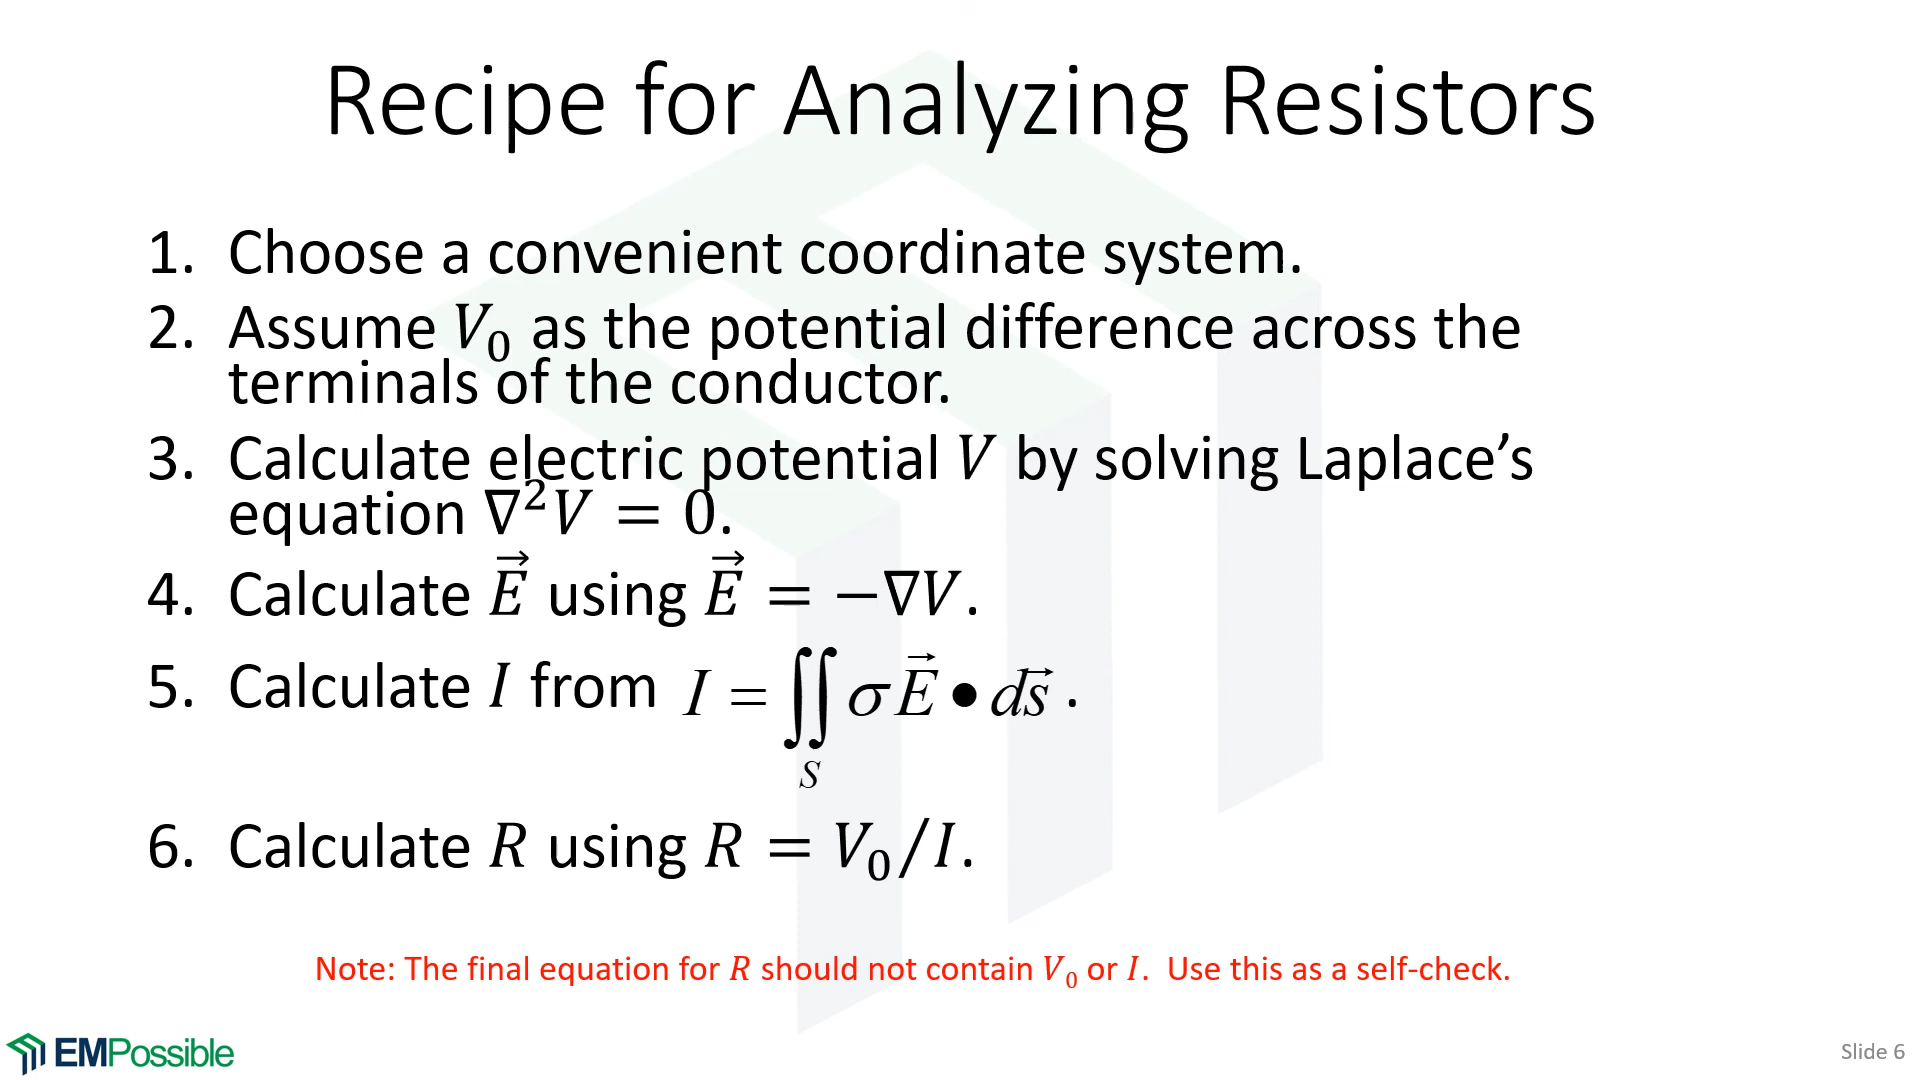 Recipe for Analyzing Resistors
1. Choose a convenient coordinate system.
2. Assume V₀ as the potential difference across the
terminals of the conductor.
3. Calculate electric potential V by solving Laplace’s
equation ∇²V = 0.
4. Calculate E⃗ using E⃗ = −∇V.
5. Calculate I from I = ∬_S σE⃗ • ds⃗ .
6. Calculate R using R = V₀/I.
Note: The final equation for R should not contain V₀ or I. Use this as a self-check.
EMPossible
Slide 6